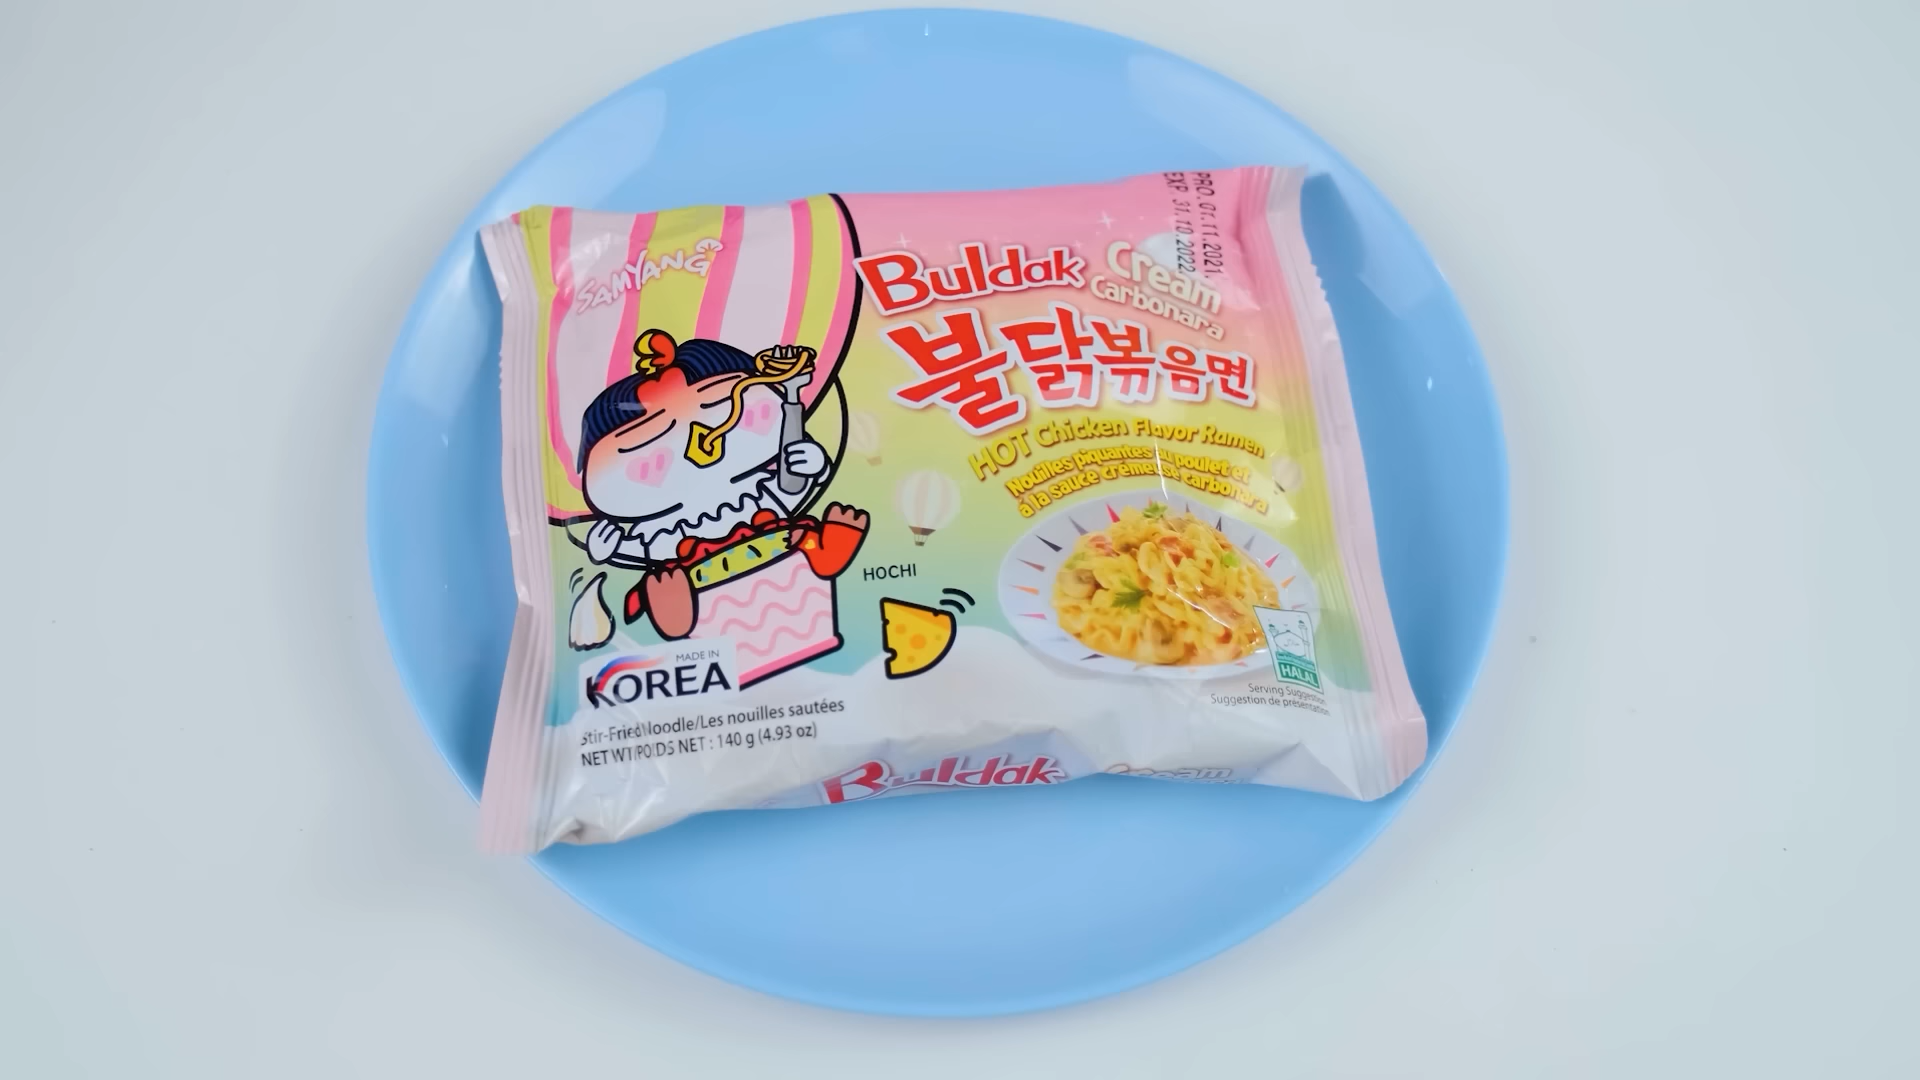 SAMYANG
PRO. 01.11.2021.
EXP. 31.10.2022.
Buldak
Cream
Carbonara
불닭볶음면
HOT Chicken Flavor Ramen
Nouilles piquantes au poulet et
à la sauce crémeuse carbonara
HOCHI
MADE IN
KOREA
HALAL
Serving Suggestion
Suggestion de présentation
Stir-Fried Noodle/Les nouilles sautées
NET WT/POIDS NET : 140 g (4.93 oz)
Buldak Cream